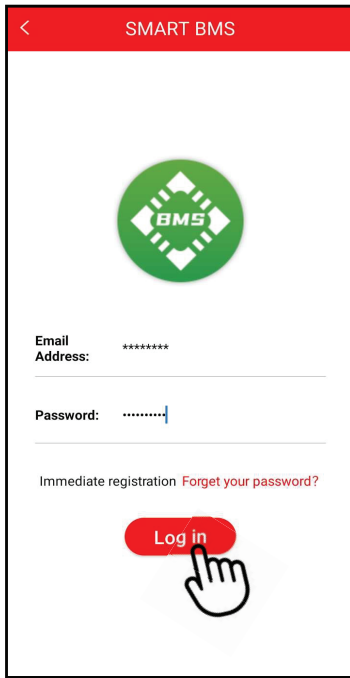 SMART BMS
BMS
Email
Address: ********
Password: ··········
Immediate registration Forget your password?
Log in